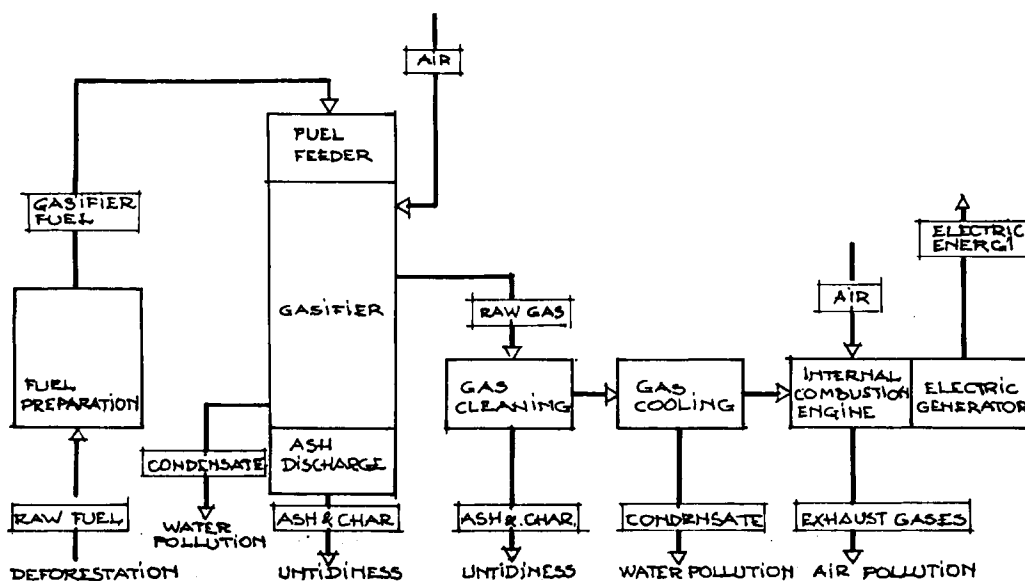 AIR
FUEL
FEEDER
GASIFIER
FUEL
ELECTRIC
ENERGI
AIR
GASIFIER
RAW GAS
FUEL
PREPARATION
GAS
CLEANING
GAS
COOLING
INTERNAL
COMBUSTION
ENGINE
ELECTRIC
GENERATOR
ASH
DISCHARGE
CONDENSATE
RAW FUEL
WATER
POLLUTION
ASH & CHAR
ASH & CHAR.
CONDENSATE
EXHAUST GASES
DEFORESTATION
UNTIDINESS
UNTIDINESS
WATER POLLUTION
AIR POLLUTION